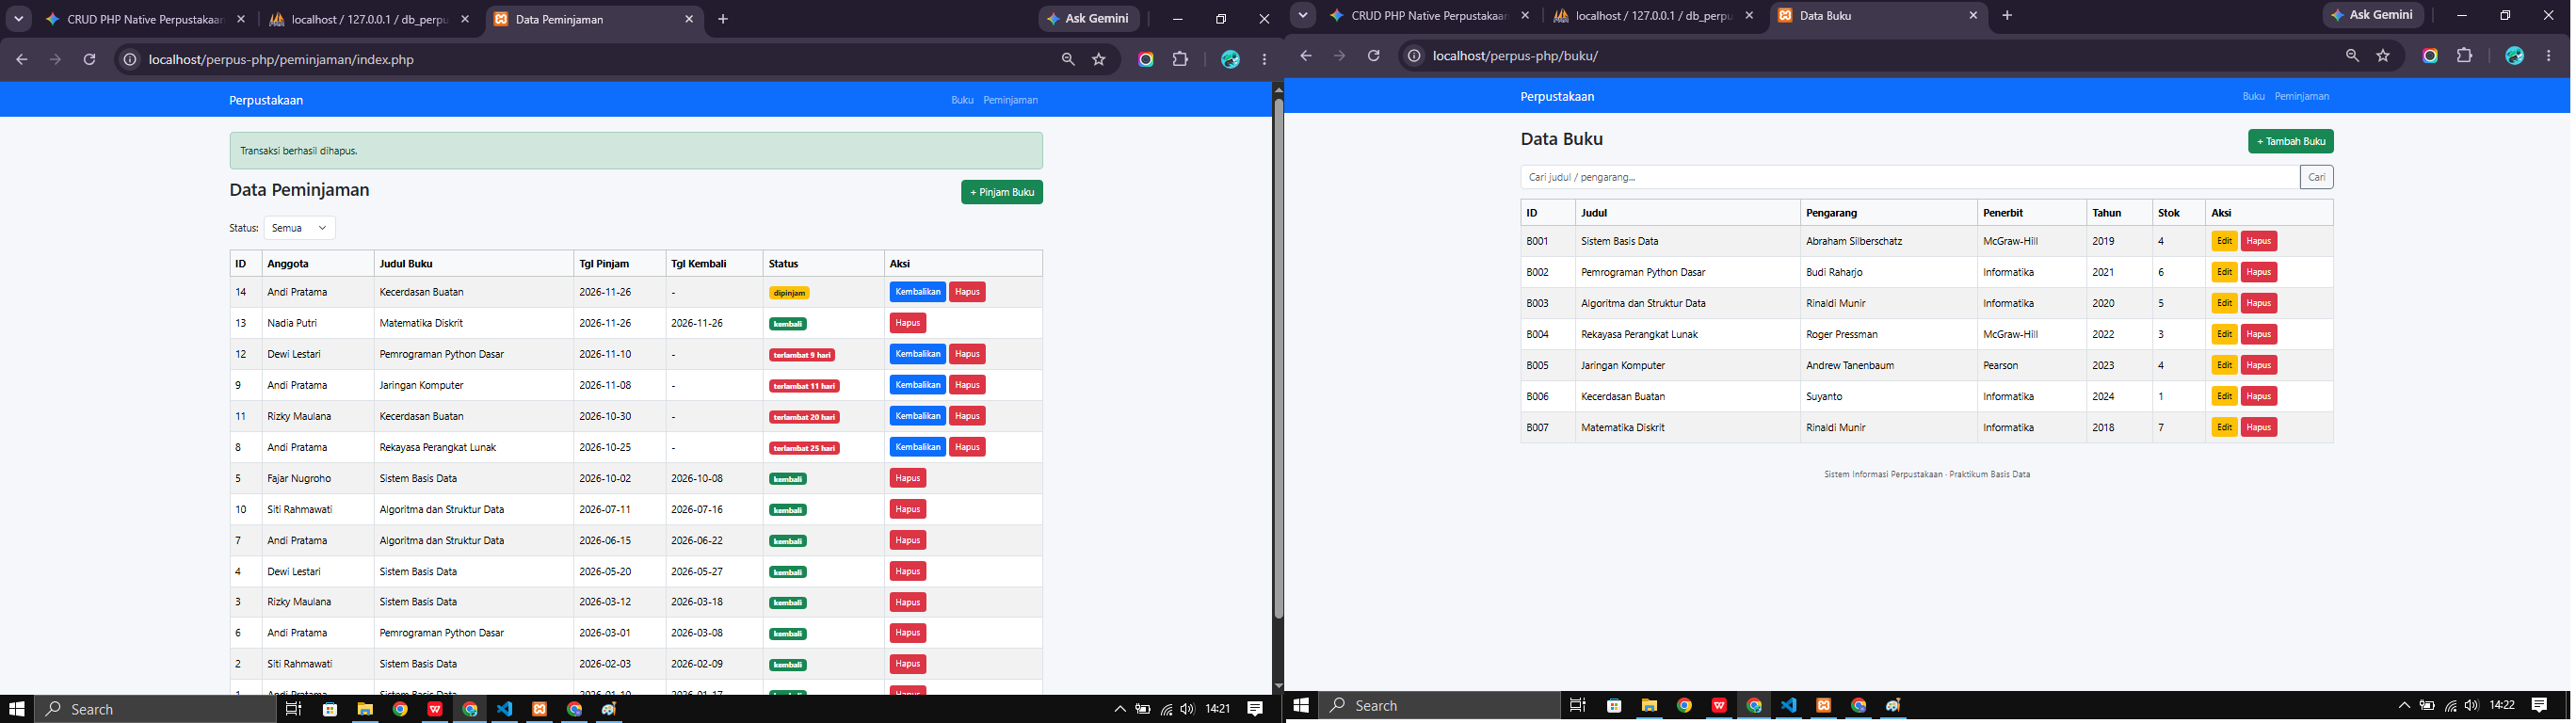 CRUD PHP Native Perpustakaan
localhost / 127.0.0.1 / db_perpu
Data Peminjaman
Ask Gemini
localhost/perpus-php/peminjaman/index.php
Perpustakaan
Buku Peminjaman
Transaksi berhasil dihapus.
Data Peminjaman
+ Pinjam Buku
Status: Semua
ID Anggota Judul Buku Tgl Pinjam Tgl Kembali Status Aksi
14 Andi Pratama Kecerdasan Buatan 2026-11-26 - dipinjam Kembalikan Hapus
13 Nadia Putri Matematika Diskrit 2026-11-26 2026-11-26 kembali Hapus
12 Dewi Lestari Pemrograman Python Dasar 2026-11-10 - terlambat 9 hari Kembalikan Hapus
9 Andi Pratama Jaringan Komputer 2026-11-08 - terlambat 11 hari Kembalikan Hapus
11 Rizky Maulana Kecerdasan Buatan 2026-10-30 - terlambat 20 hari Kembalikan Hapus
8 Andi Pratama Rekayasa Perangkat Lunak 2026-10-25 - terlambat 25 hari Kembalikan Hapus
5 Fajar Nugroho Sistem Basis Data 2026-10-02 2026-10-08 kembali Hapus
10 Siti Rahmawati Algoritma dan Struktur Data 2026-07-11 2026-07-16 kembali Hapus
7 Andi Pratama Algoritma dan Struktur Data 2026-06-15 2026-06-22 kembali Hapus
4 Dewi Lestari Sistem Basis Data 2026-05-20 2026-05-27 kembali Hapus
3 Rizky Maulana Sistem Basis Data 2026-03-12 2026-03-18 kembali Hapus
6 Andi Pratama Pemrograman Python Dasar 2026-03-01 2026-03-08 kembali Hapus
2 Siti Rahmawati Sistem Basis Data 2026-02-03 2026-02-09 kembali Hapus
1 Andi Pratama Sistem Basis Data 2026-01-10 2026-01-17 kembali Hapus
Search
14:21
CRUD PHP Native Perpustakaan
localhost / 127.0.0.1 / db_perpu
Data Buku
Ask Gemini
localhost/perpus-php/buku/
Perpustakaan
Buku Peminjaman
Data Buku
+ Tambah Buku
Cari judul / pengarang...
Cari
ID Judul Pengarang Penerbit Tahun Stok Aksi
B001 Sistem Basis Data Abraham Silberschatz McGraw-Hill 2019 4 Edit Hapus
B002 Pemrograman Python Dasar Budi Raharjo Informatika 2021 6 Edit Hapus
B003 Algoritma dan Struktur Data Rinaldi Munir Informatika 2020 5 Edit Hapus
B004 Rekayasa Perangkat Lunak Roger Pressman McGraw-Hill 2022 3 Edit Hapus
B005 Jaringan Komputer Andrew Tanenbaum Pearson 2023 4 Edit Hapus
B006 Kecerdasan Buatan Suyanto Informatika 2024 1 Edit Hapus
B007 Matematika Diskrit Rinaldi Munir Informatika 2018 7 Edit Hapus
Sistem Informasi Perpustakaan - Praktikum Basis Data
Search
14:22